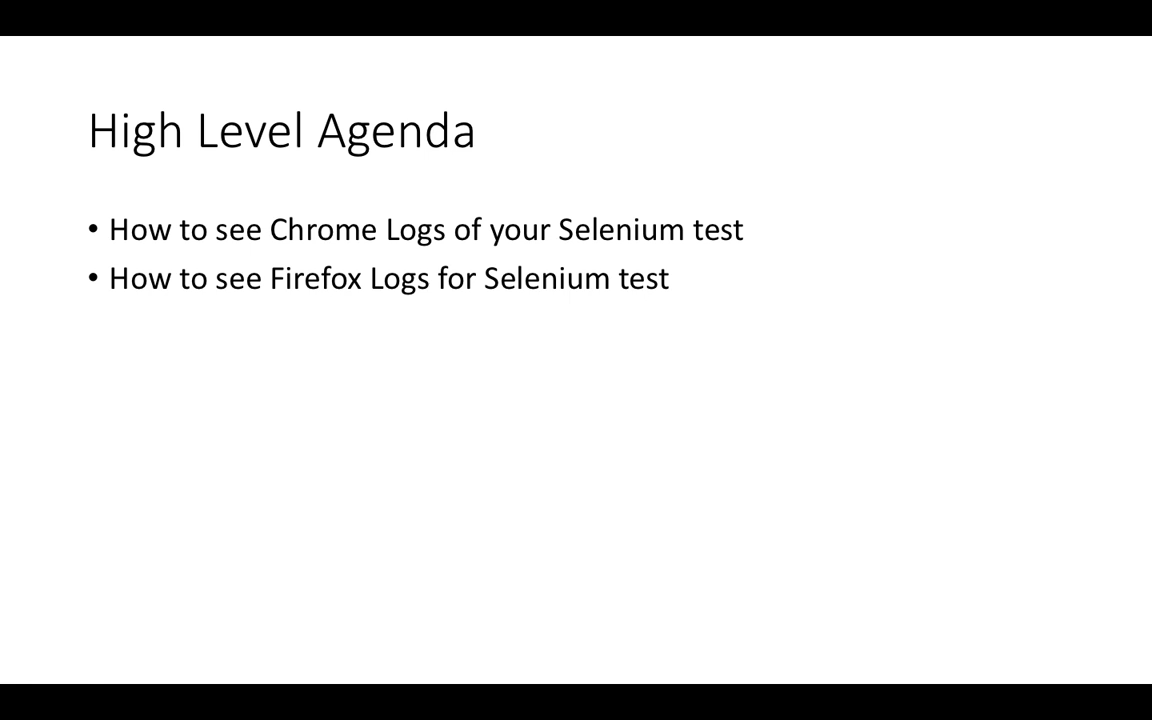 High Level Agenda
• How to see Chrome Logs of your Selenium test
• How to see Firefox Logs for Selenium test